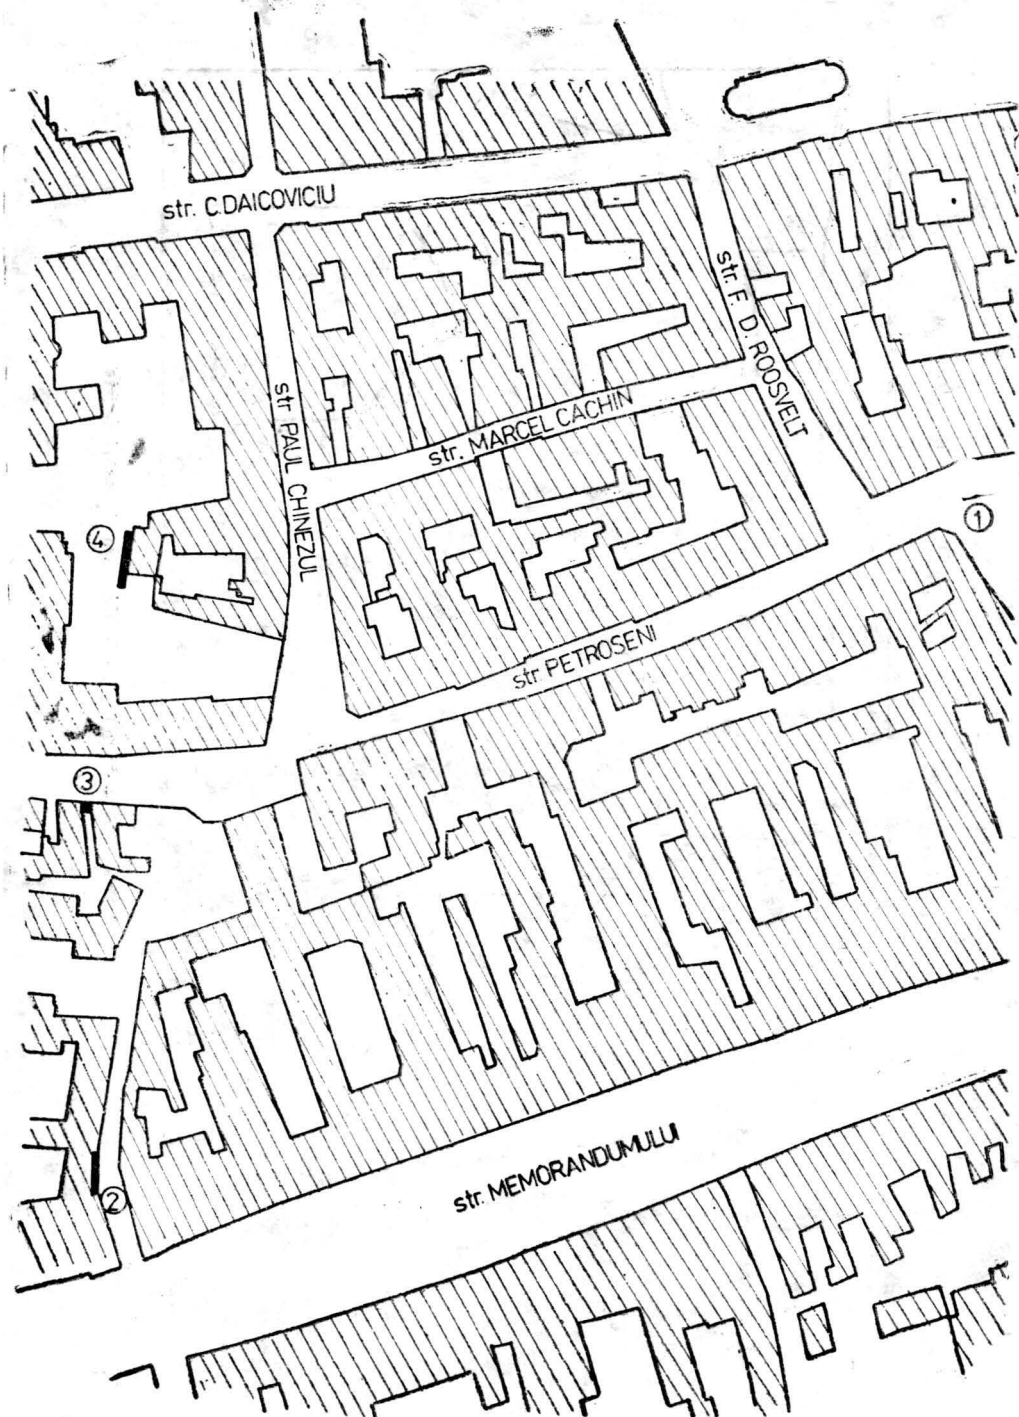 str. C.DAICOVICIU
str. F. D. ROOSVELT
str PAUL CHINEZUL
str. MARCEL CACHIN
1
4
str PETROSENI
3
str. MEMORANDUMULUI
2